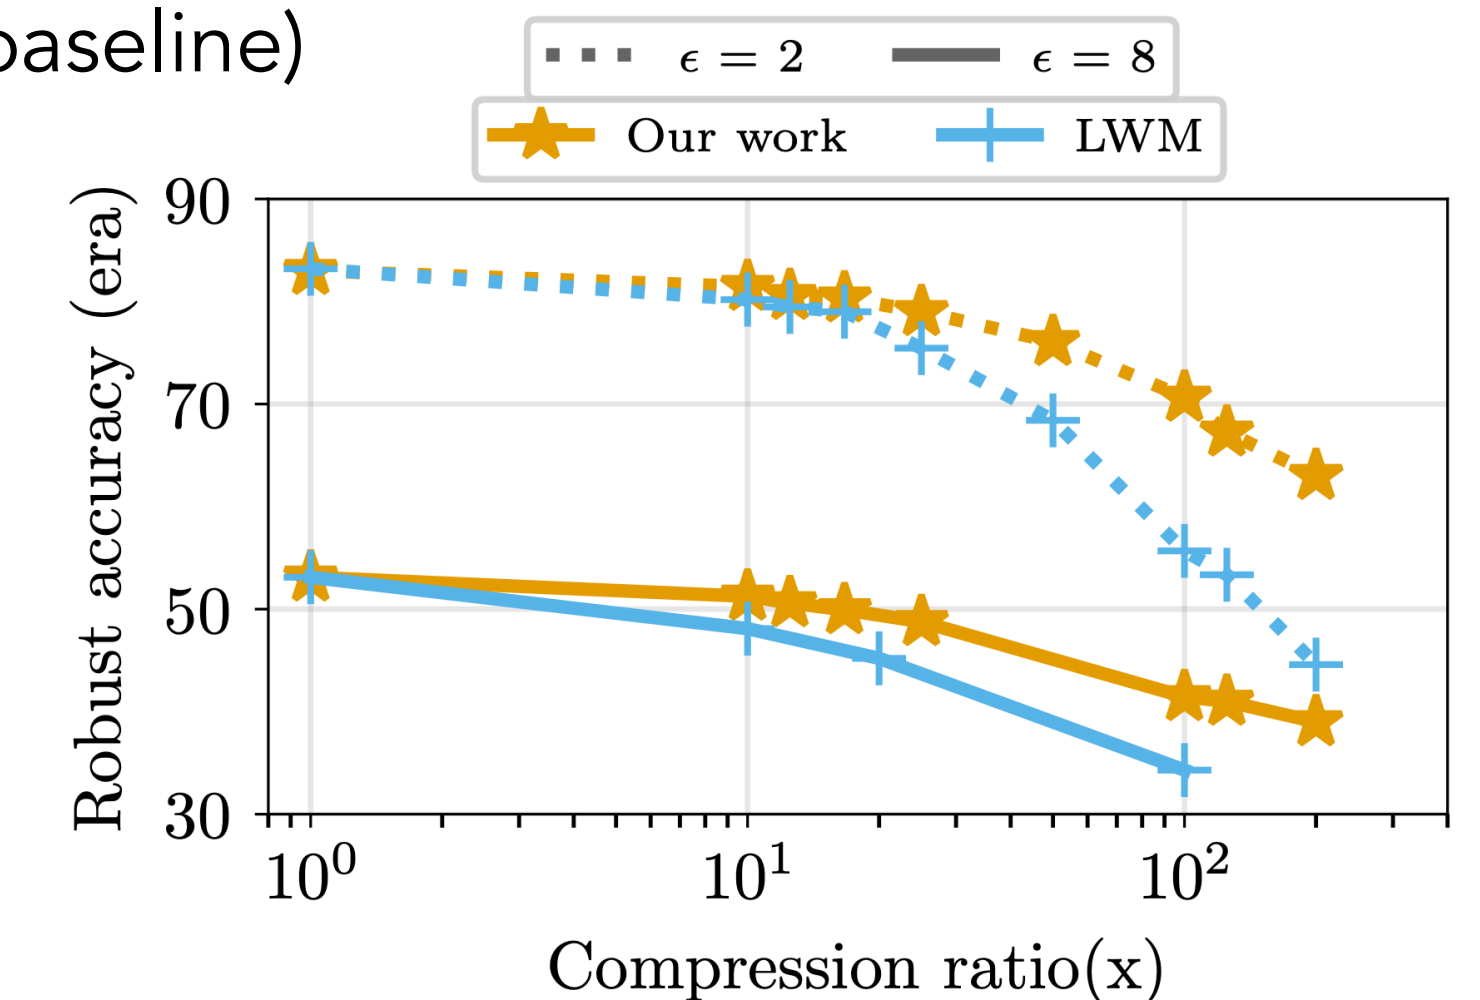 baseline)
ϵ = 2 ϵ = 8
Our work LWM
Robust accuracy (era)
90
70
50
30
10⁰ 10¹ 10²
Compression ratio(x)